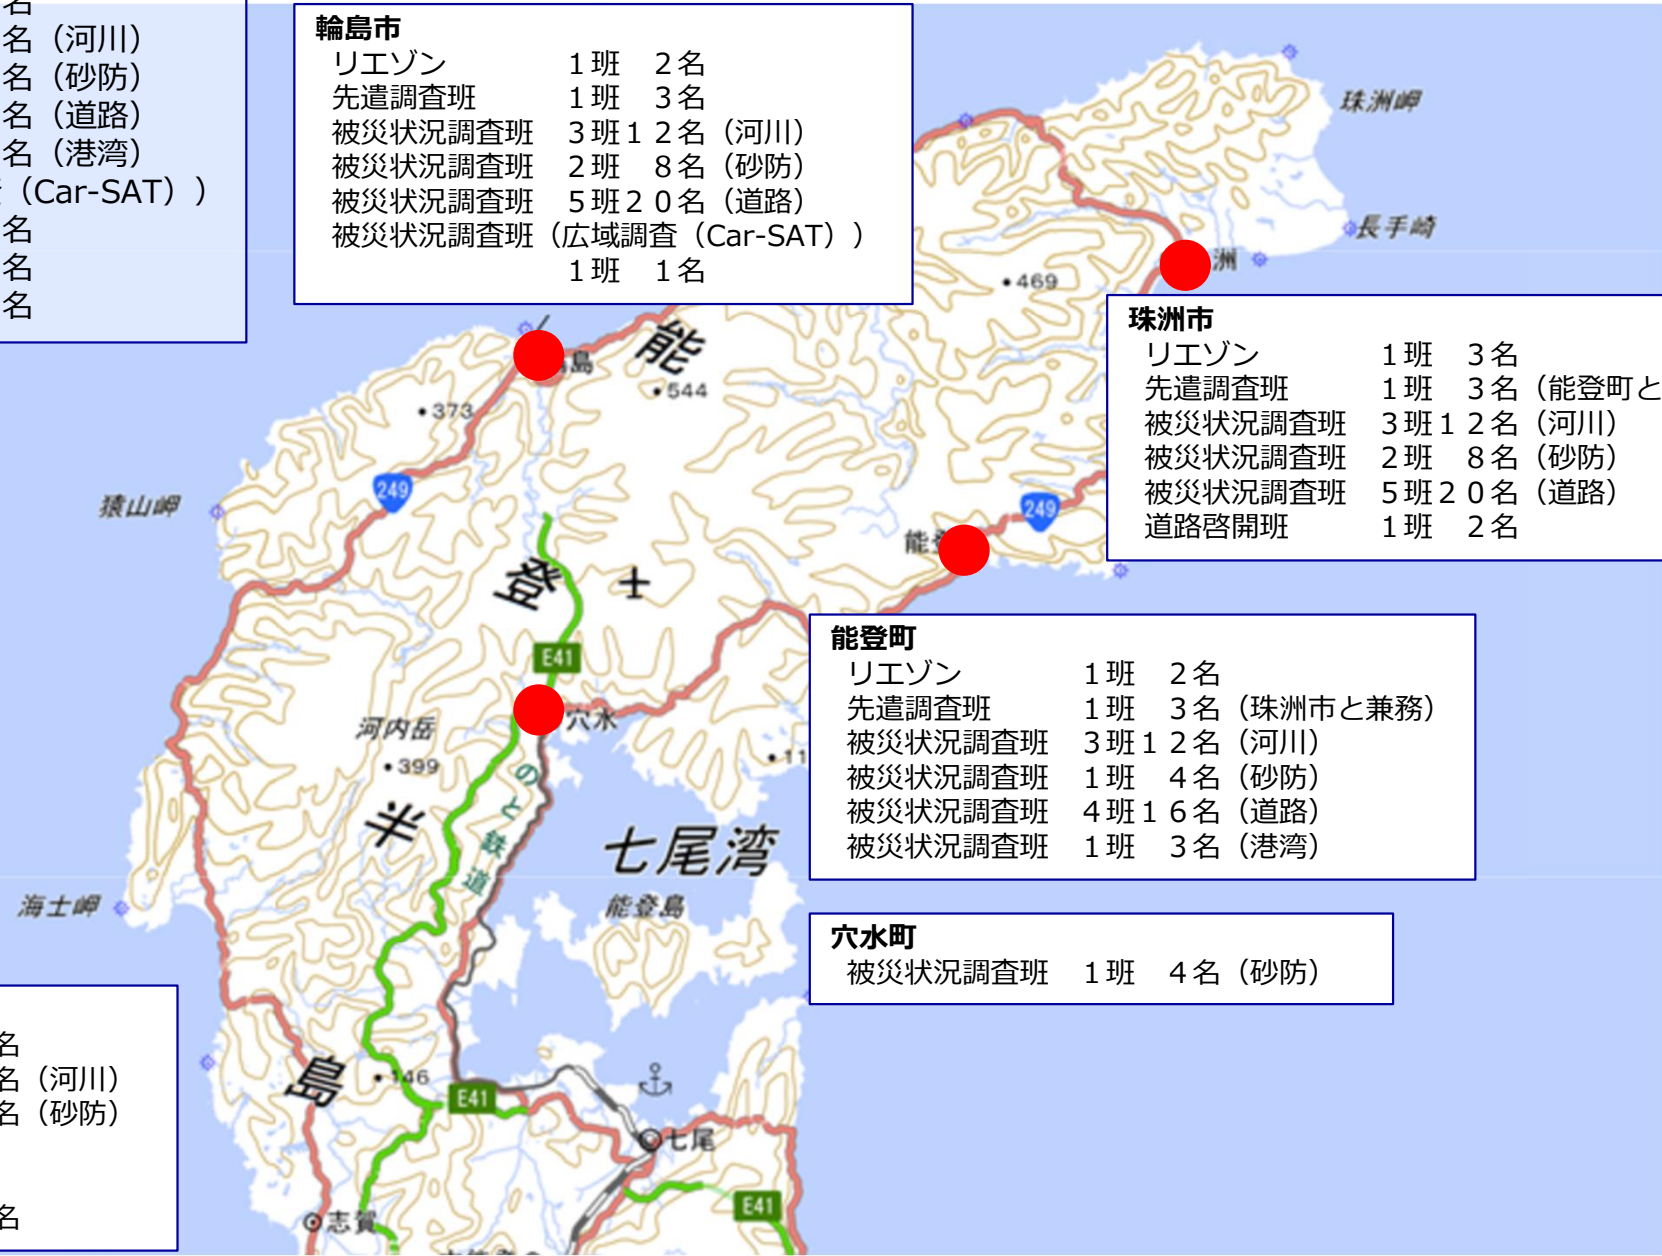 名
名（河川）
名（砂防）
名（道路）
名（港湾）
（Car-SAT））
名
名
名
輪島市
リエゾン　1班　2名
先遣調査班　1班　3名
被災状況調査班　3班12名（河川）
被災状況調査班　2班　8名（砂防）
被災状況調査班　5班20名（道路）
被災状況調査班（広域調査（Car-SAT））
1班　1名
珠洲岬
長手崎
洲
469
珠洲市
リエゾン　1班　3名
先遣調査班　1班　3名（能登町と
被災状況調査班　3班12名（河川）
被災状況調査班　2班　8名（砂防）
被災状況調査班　5班20名（道路）
道路啓開班　1班　2名
島
能
544
373
249
249
猿山岬
能登
登
E41
能登町
リエゾン　1班　2名
先遣調査班　1班　3名（珠洲市と兼務）
被災状況調査班　3班12名（河川）
被災状況調査班　1班　4名（砂防）
被災状況調査班　4班16名（道路）
被災状況調査班　1班　3名（港湾）
穴水
河内岳
399
11
のと鉄道
半
七尾湾
能登島
海士岬
穴水町
被災状況調査班　1班　4名（砂防）
名
名（河川）
名（砂防）
名
島
146
E41
七尾
E41
志賀